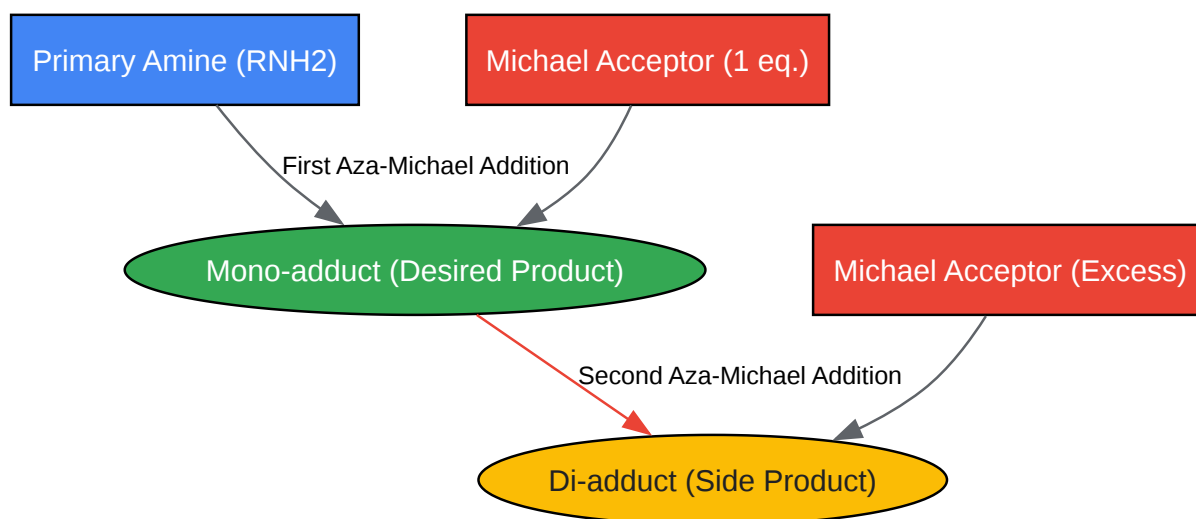 Primary Amine (RNH2)
Michael Acceptor (1 eq.)
First Aza-Michael Addition
Mono-adduct (Desired Product)
Michael Acceptor (Excess)
Second Aza-Michael Addition
Di-adduct (Side Product)